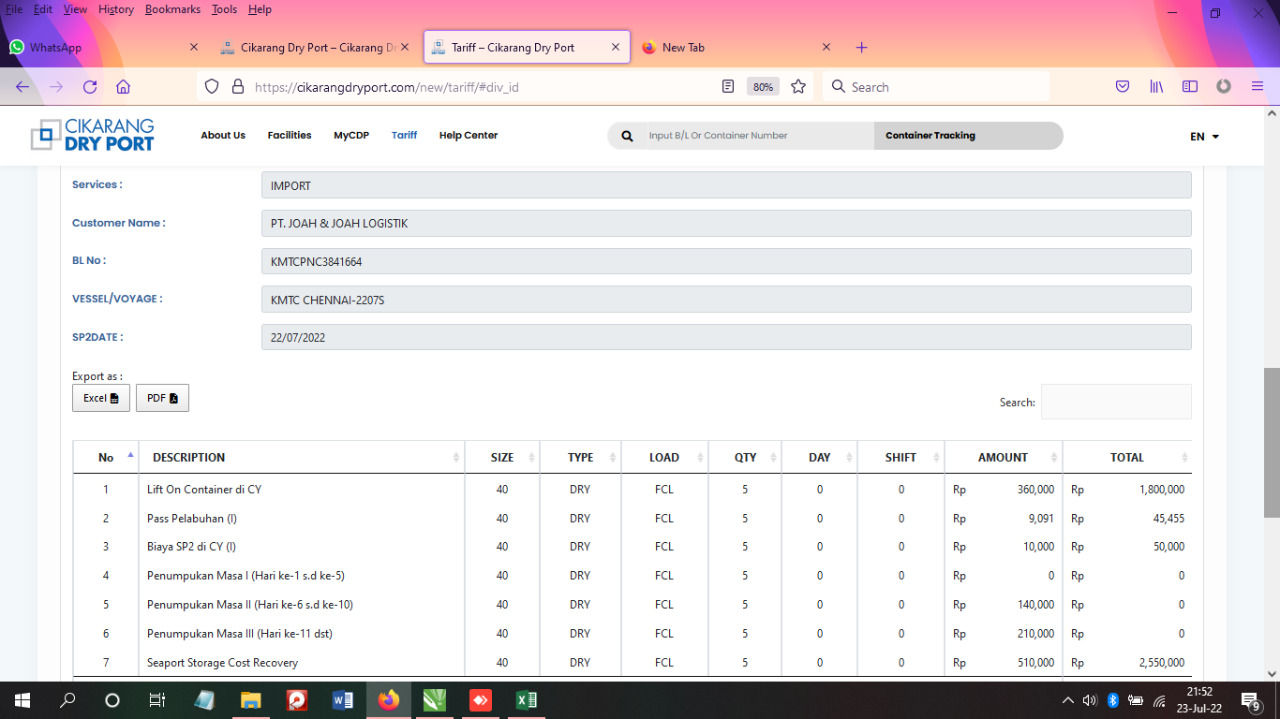 File Edit View History Bookmarks Tools Help
WhatsApp
Cikarang Dry Port – Cikarang D
Tariff – Cikarang Dry Port
New Tab
https://cikarangdryport.com/new/tariff/#div_id
80%
Search
CIKARANG
DRY PORT
About Us Facilities MyCDP Tariff Help Center
Input B/L Or Container Number Container Tracking
EN
Services : IMPORT
Customer Name : PT. JOAH & JOAH LOGISTIK
BL No : KMTCPNC3841664
VESSEL/VOYAGE : KMTC CHENNAI-2207S
SP2DATE : 22/07/2022
Export as :
Excel PDF
Search:
No DESCRIPTION SIZE TYPE LOAD QTY DAY SHIFT AMOUNT TOTAL
1 Lift On Container di CY 40 DRY FCL 5 0 0 Rp 360,000 Rp 1,800,000
2 Pass Pelabuhan (I) 40 DRY FCL 5 0 0 Rp 9,091 Rp 45,455
3 Biaya SP2 di CY (I) 40 DRY FCL 5 0 0 Rp 10,000 Rp 50,000
4 Penumpukan Masa I (Hari ke-1 s.d ke-5) 40 DRY FCL 5 0 0 Rp 0 Rp 0
5 Penumpukan Masa II (Hari ke-6 s.d ke-10) 40 DRY FCL 5 0 0 Rp 140,000 Rp 0
6 Penumpukan Masa III (Hari ke-11 dst) 40 DRY FCL 5 0 0 Rp 210,000 Rp 0
7 Seaport Storage Cost Recovery 40 DRY FCL 5 0 0 Rp 510,000 Rp 2,550,000
21:52
23-Jul-22
9